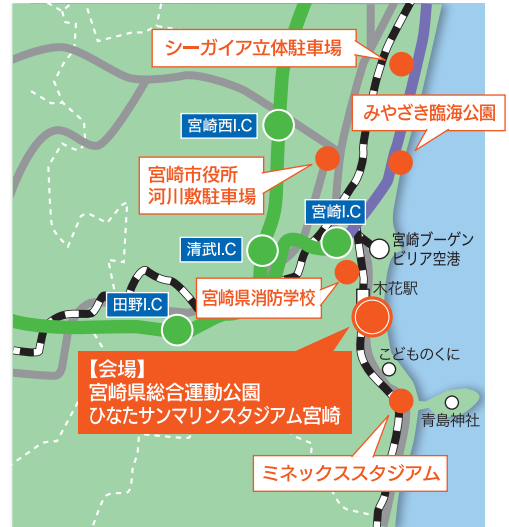 シーガイア立体駐車場
みやざき臨海公園
宮崎西I.C
宮崎市役所
河川敷駐車場
宮崎I.C
清武I.C
宮崎ブーゲン
ビリア空港
宮崎県消防学校
木花駅
田野I.C
【会場】
宮崎県総合運動公園
ひなたサンマリンスタジアム宮崎
こどものくに
青島神社
ミネックススタジアム